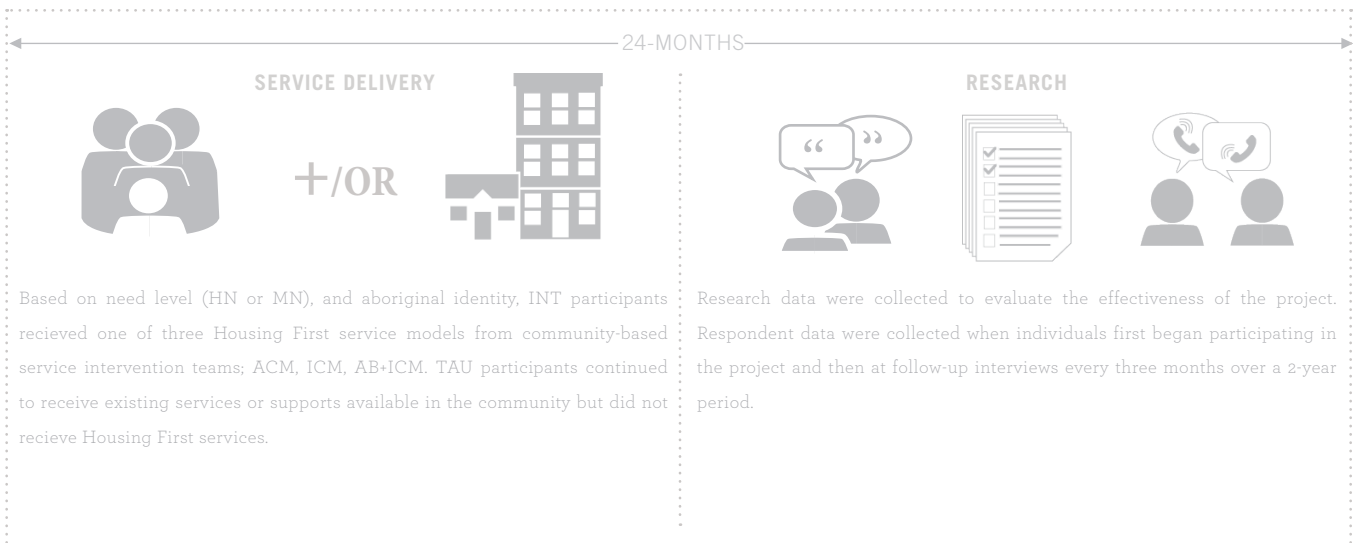 24-MONTHS
SERVICE DELIVERY
+/OR
Based on need level (HN or MN), and aboriginal identity, INT participants
recieved one of three Housing First service models from community-based
service intervention teams; ACM, ICM, AB+ICM. TAU participants continued
to receive existing services or supports available in the community but did not
recieve Housing First services.
RESEARCH
“ ”
Research data were collected to evaluate the effectiveness of the project.
Respondent data were collected when individuals first began participating in
the project and then at follow-up interviews every three months over a 2-year
period.